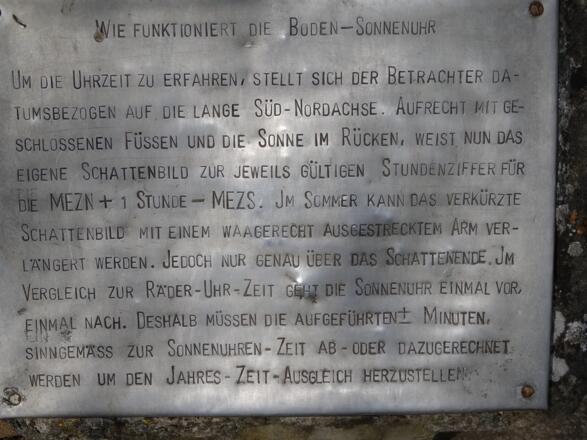 WIE FUNKTIONIERT DIE BODEN-SONNENUHR
UM DIE UHRZEIT ZU ERFAHREN, STELLT SICH DER BETRACHTER DA-
TUMSBEZOGEN AUF DIE LANGE SÜD-NORDACHSE. AUFRECHT MIT GE-
SCHLOSSENEN FÜSSEN UND DIE SONNE IM RÜCKEN, WEIST NUN DAS
EIGENE SCHATTENBILD ZUR JEWEILS GÜLTIGEN STUNDENZIFFER FÜR
DIE MEZN + 1 STUNDE - MEZS. JM SOMMER KANN DAS VERKÜRZTE
SCHATTENBILD MIT EINEM WAAGERECHT AUSGESTRECKTEM ARM VER-
LÄNGERT WERDEN. JEDOCH NUR GENAU ÜBER DAS SCHATTENENDE. JM
VERGLEICH ZUR RÄDER-UHR-ZEIT GEHT DIE SONNENUHR EINMAL VOR,
EINMAL NACH. DESHALB MÜSSEN DIE AUFGEFÜHRTEN ± MINUTEN,
SINNGEMÄSS ZUR SONNENUHREN-ZEIT AB-ODER DAZUGERECHNET
WERDEN UM DEN JAHRES-ZEIT-AUSGLEICH HERZUSTELLEN.